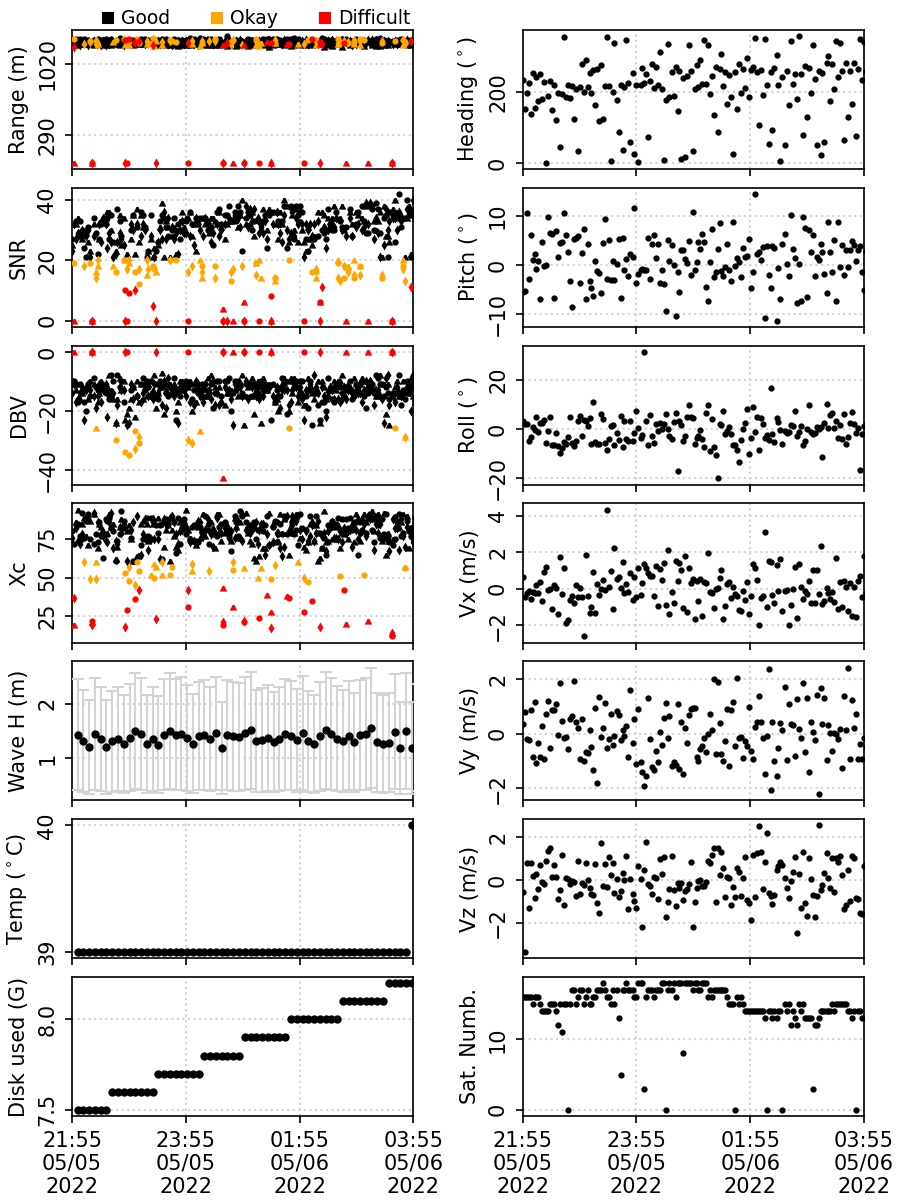 Good Okay Difficult
Range (m)
1020
290
Heading (°)
200
0
SNR
40
20
0
Pitch (°)
10
0
−10
DBV
0
−20
−40
Roll (°)
20
0
−20
Xc
75
50
25
Vx (m/s)
4
2
0
−2
Wave H (m)
2
1
Vy (m/s)
2
0
−2
Temp (°C)
40
39
Vz (m/s)
2
0
−2
Disk used (G)
8.0
7.5
Sat. Numb.
10
0
21:55 23:55 01:55 03:55 21:55 23:55 01:55 03:55
05/05 05/05 05/06 05/06 05/05 05/05 05/06 05/06
2022 2022 2022 2022 2022 2022 2022 2022